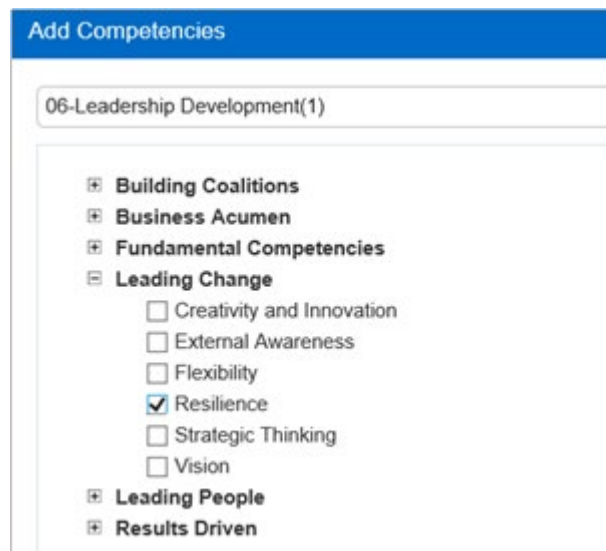 Add Competencies
06-Leadership Development(1)
Building Coalitions
Business Acumen
Fundamental Competencies
Leading Change
Creativity and Innovation
External Awareness
Flexibility
Resilience
Strategic Thinking
Vision
Leading People
Results Driven